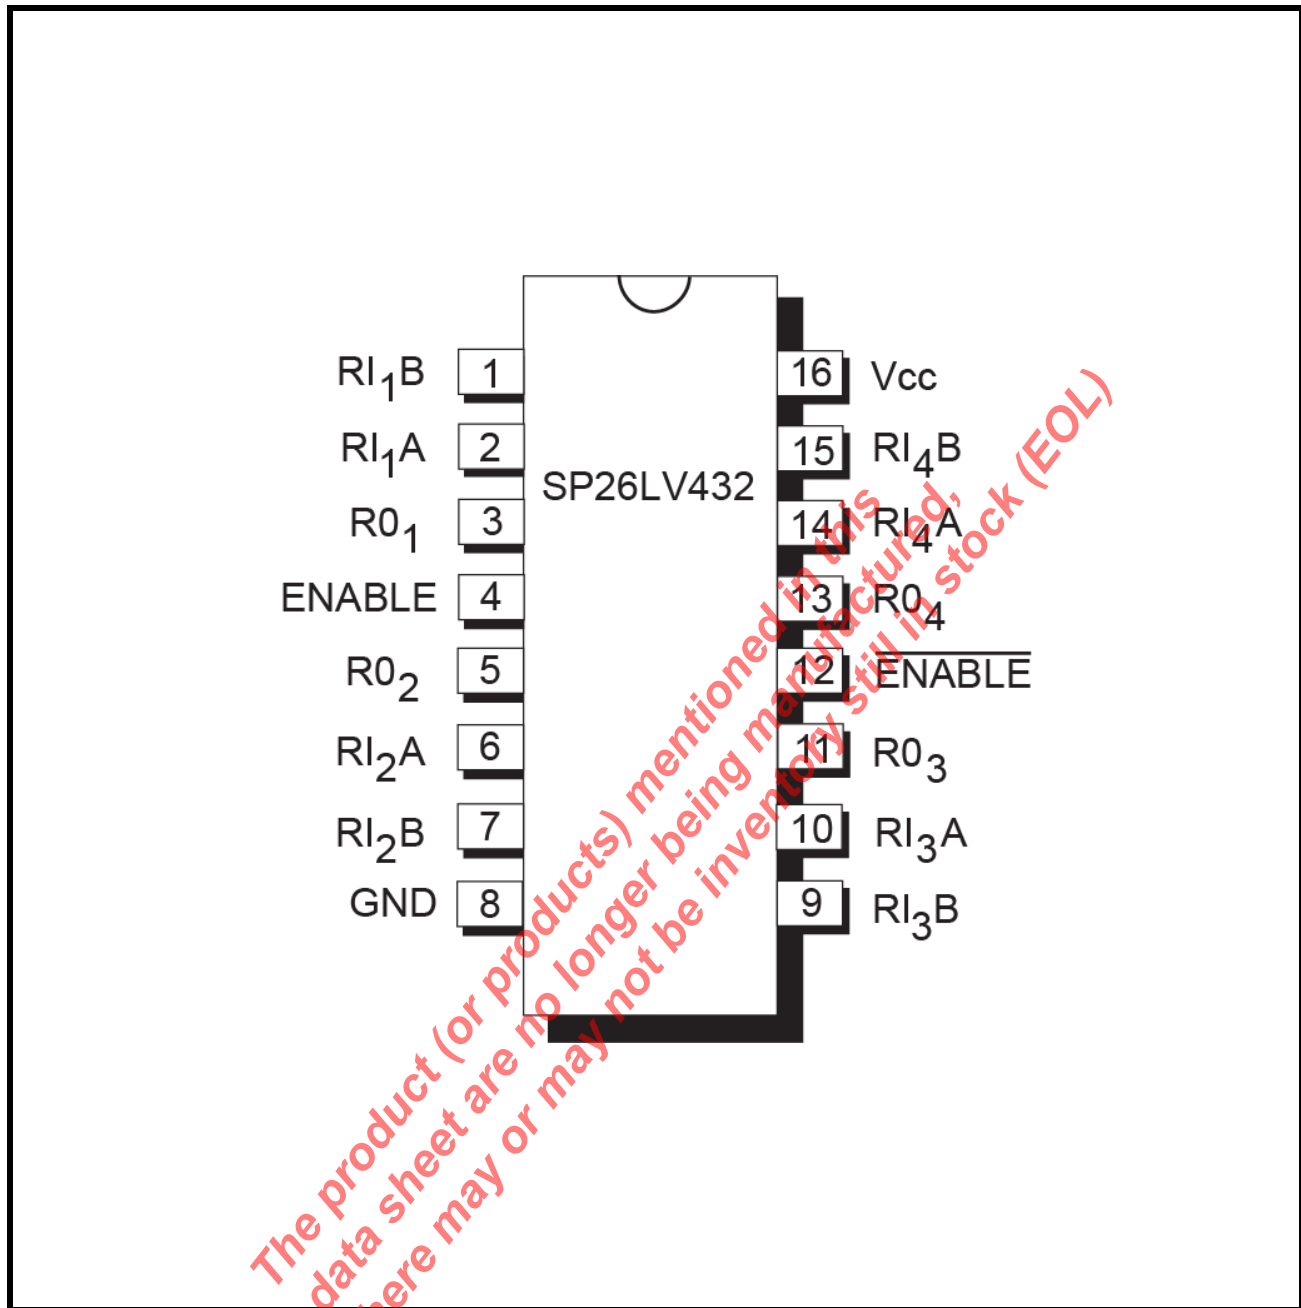 RI1B 1
RI1A 2
R01 3
ENABLE 4
R02 5
RI2A 6
RI2B 7
GND 8
SP26LV432
16 Vcc
15 RI4B
14 RI4A
13 R04
12 ENABLE
11 R03
10 RI3A
9 RI3B
The product (or products) mentioned in this
data sheet are no longer being manufactured,
here may or may not be inventory still in stock (EOL)